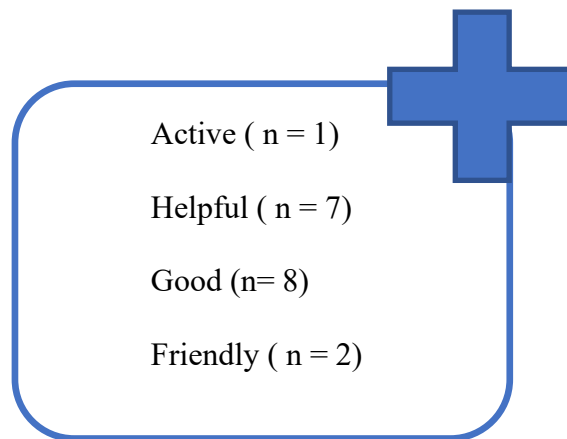 Active ( n = 1)
Helpful ( n = 7)
Good (n= 8)
Friendly ( n = 2)